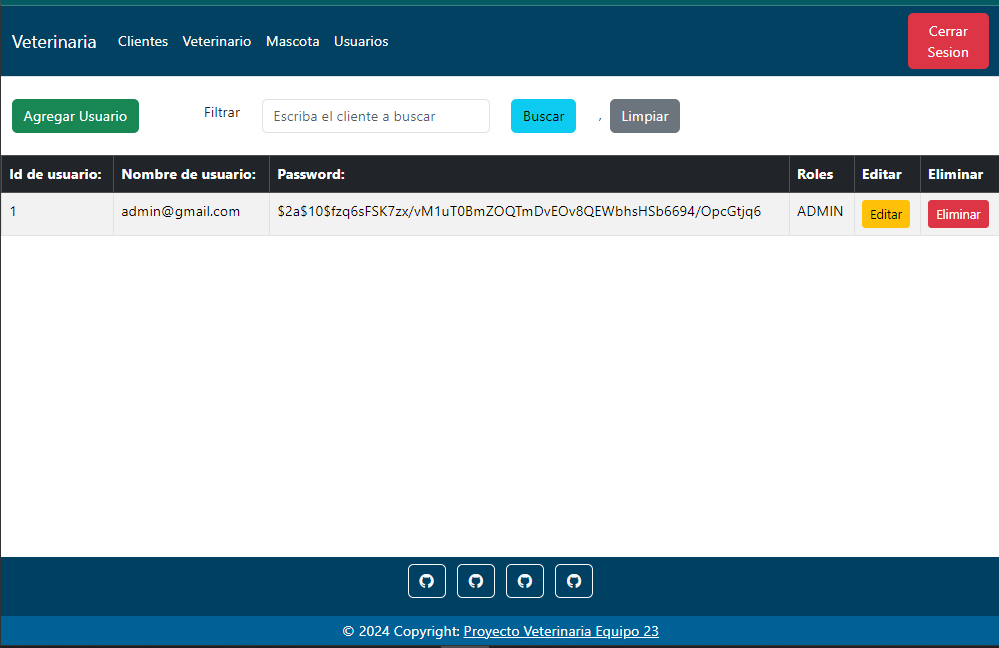 Veterinaria Clientes Veterinario Mascota Usuarios Cerrar Sesion
Agregar Usuario Filtrar Escriba el cliente a buscar Buscar , Limpiar
Id de usuario: Nombre de usuario: Password: Roles Editar Eliminar
1 admin@gmail.com $2a$10$fzq6sFSK7zx/vM1uT0BmZOQTmDvEOv8QEWbhsHSb6694/OpcGtjq6 ADMIN Editar Eliminar
© 2024 Copyright: Proyecto Veterinaria Equipo 23